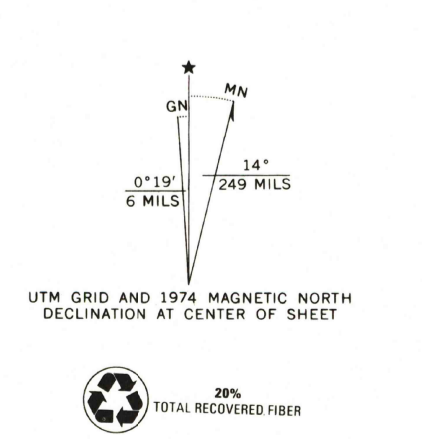 ★
MN
GN
14°
249 MILS
0°19'
6 MILS
UTM GRID AND 1974 MAGNETIC NORTH
DECLINATION AT CENTER OF SHEET
20%
TOTAL RECOVERED FIBER